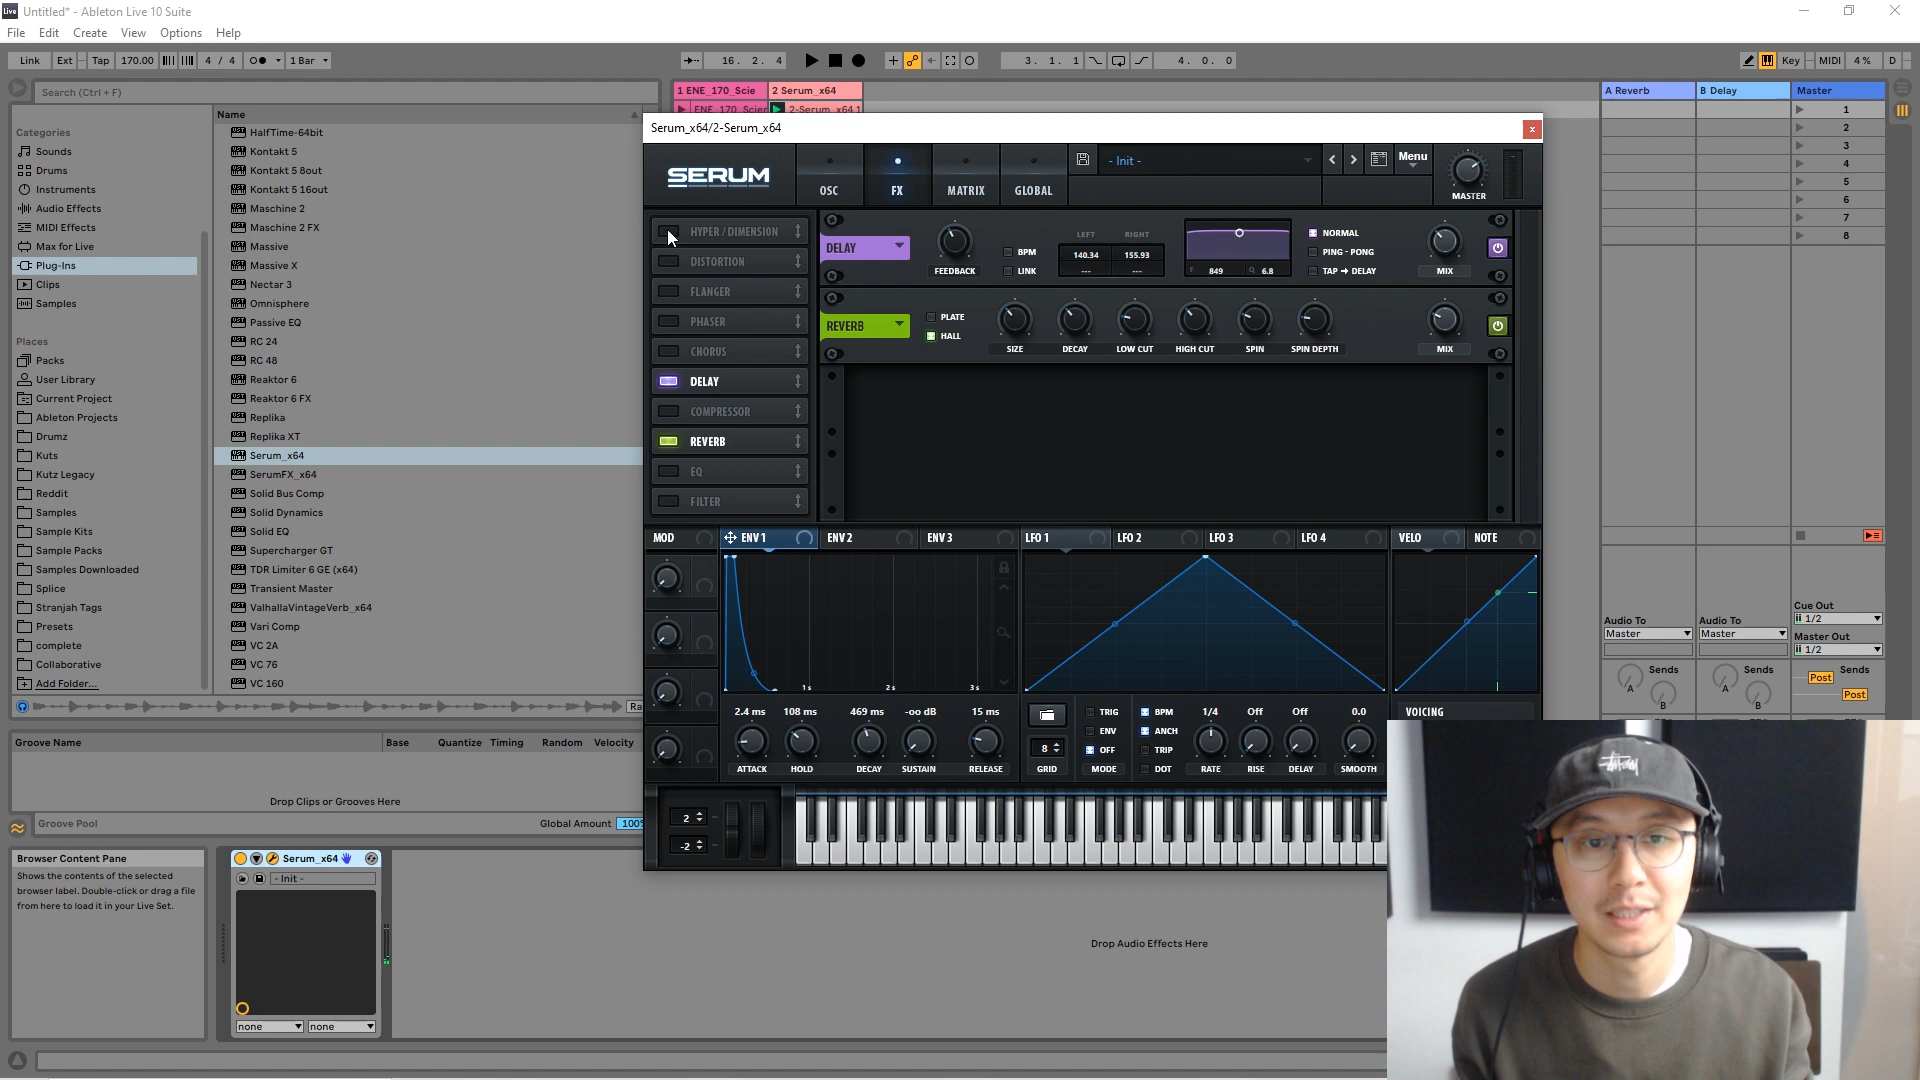 Live Untitled* - Ableton Live 10 Suite
File Edit Create View Options Help
Link Ext Tap 170.00 4 / 4 1 Bar 16. 2. 4 3. 1. 1 4. 0. 0 Key MIDI 4 % D
Search (Ctrl + F)
1 ENE_170_Scie 2 Serum_x64 A Reverb B Delay Master
ENE_170_Scier 2-Serum_x64 1 1
2
3
4
5
6
7
8
Categories
Sounds
Drums
Instruments
Audio Effects
MIDI Effects
Max for Live
Plug-Ins
Clips
Samples
Places
Packs
User Library
Current Project
Ableton Projects
Drumz
Kuts
Kutz Legacy
Reddit
Samples
Sample Kits
Sample Packs
Samples Downloaded
Splice
Stranjah Tags
Presets
complete
Collaborative
Add Folder...
Name
HalfTime-64bit
Kontakt 5
Kontakt 5 8out
Kontakt 5 16out
Maschine 2
Maschine 2 FX
Massive
Massive X
Nectar 3
Omnisphere
Passive EQ
RC 24
RC 48
Reaktor 6
Reaktor 6 FX
Replika
Replika XT
Serum_x64
SerumFX_x64
Solid Bus Comp
Solid Dynamics
Solid EQ
Supercharger GT
TDR Limiter 6 GE (x64)
Transient Master
ValhallaVintageVerb_x64
Vari Comp
VC 2A
VC 76
VC 160
Ra
Serum_x64/2-Serum_x64 x
SERUM OSC FX MATRIX GLOBAL - Init - Menu MASTER
HYPER / DIMENSION
DISTORTION
FLANGER
PHASER
CHORUS
DELAY
COMPRESSOR
REVERB
EQ
FILTER
DELAY FEEDBACK BPM LINK LEFT RIGHT 140.34 155.93 --- --- F 849 Q 6.8 NORMAL PING - PONG TAP → DELAY MIX
REVERB PLATE HALL SIZE DECAY LOW CUT HIGH CUT SPIN SPIN DEPTH MIX
MOD ENV 1 ENV 2 ENV 3 LFO 1 LFO 2 LFO 3 LFO 4 VELO NOTE
1s 2s 3s
2.4 ms 108 ms 469 ms -oo dB 15 ms
ATTACK HOLD DECAY SUSTAIN RELEASE
8 GRID
TRIG ENV OFF MODE
BPM ANCH TRIP DOT
1/4 Off Off 0.0
RATE RISE DELAY SMOOTH
VOICING
2
-2
Audio To Audio To Cue Out
Master Master 1/2
Master Out
1/2
Sends Sends Sends
A B A B Post Post
Groove Name Base Quantize Timing Random Velocity
Drop Clips or Grooves Here
Groove Pool Global Amount 100%
Browser Content Pane
Shows the contents of the selected
browser label. Double-click or drag a file
from here to load it in your Live Set.
Serum_x64
- Init -
none none
Drop Audio Effects Here